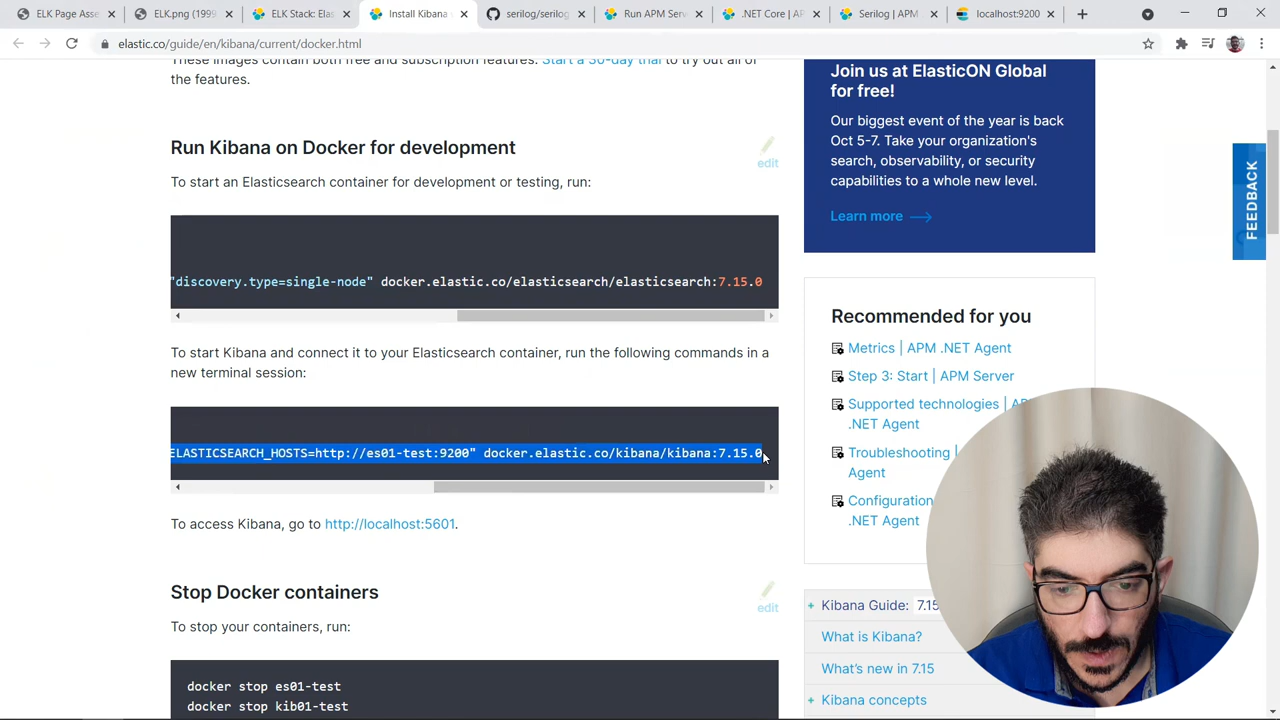 ELK Page Asse
ELK.png (1999
ELK Stack: Elas
Install Kibana
serilog/serilog
Run APM Serv
.NET Core | AP
Serilog | APM
localhost:9200
elastic.co/guide/en/kibana/current/docker.html
These images contain both free and subscription features. Start a 30-day trial to try out all of
the features.
Run Kibana on Docker for development
edit
To start an Elasticsearch container for development or testing, run:
"discovery.type=single-node" docker.elastic.co/elasticsearch/elasticsearch:7.15.0
To start Kibana and connect it to your Elasticsearch container, run the following commands in a
new terminal session:
ELASTICSEARCH_HOSTS=http://es01-test:9200" docker.elastic.co/kibana/kibana:7.15.0
To access Kibana, go to http://localhost:5601.
Stop Docker containers
edit
To stop your containers, run:
docker stop es01-test
docker stop kib01-test
Join us at ElasticON Global
for free!
Our biggest event of the year is back
Oct 5-7. Take your organization's
search, observability, or security
capabilities to a whole new level.
Learn more
FEEDBACK
Recommended for you
Metrics | APM .NET Agent
Step 3: Start | APM Server
Supported technologies |
.NET Agent
Troubleshooting |
Agent
Configuration
.NET Agent
+ Kibana Guide: 7.15
What is Kibana?
What's new in 7.15
+ Kibana concepts